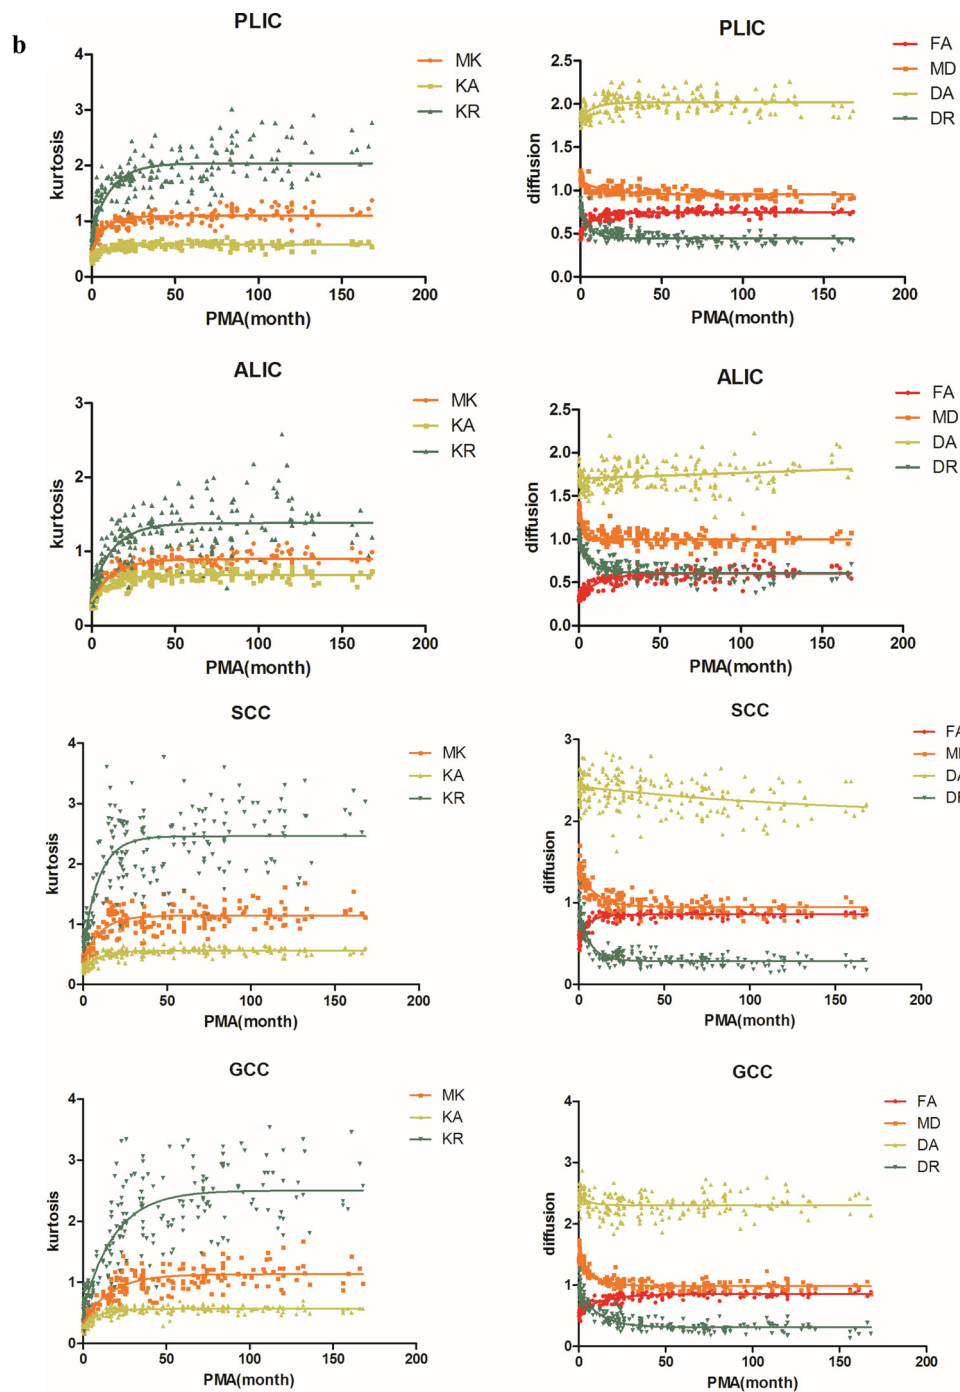 b
PLIC
kurtosis
4
3
2
1
0
0 50 100 150 200
PMA(month)
MK
KA
KR
PLIC
diffusion
2.5
2.0
1.5
1.0
0.5
0.0
0 50 100 150 200
PMA(month)
FA
MD
DA
DR
ALIC
kurtosis
3
2
1
0
0 50 100 150 200
PMA(month)
MK
KA
KR
ALIC
diffusion
2.5
2.0
1.5
1.0
0.5
0.0
0 50 100 150 200
PMA(month)
FA
MD
DA
DR
SCC
kurtosis
4
3
2
1
0
0 50 100 150 200
PMA(month)
MK
KA
KR
SCC
diffusion
3
2
1
0
0 50 100 150 200
PMA(month)
FA
M
DA
DR
GCC
kurtosis
4
3
2
1
0
0 50 100 150 200
PMA(month)
MK
KA
KR
GCC
diffusion
4
3
2
1
0
0 50 100 150 200
PMA(month)
FA
MD
DA
DR